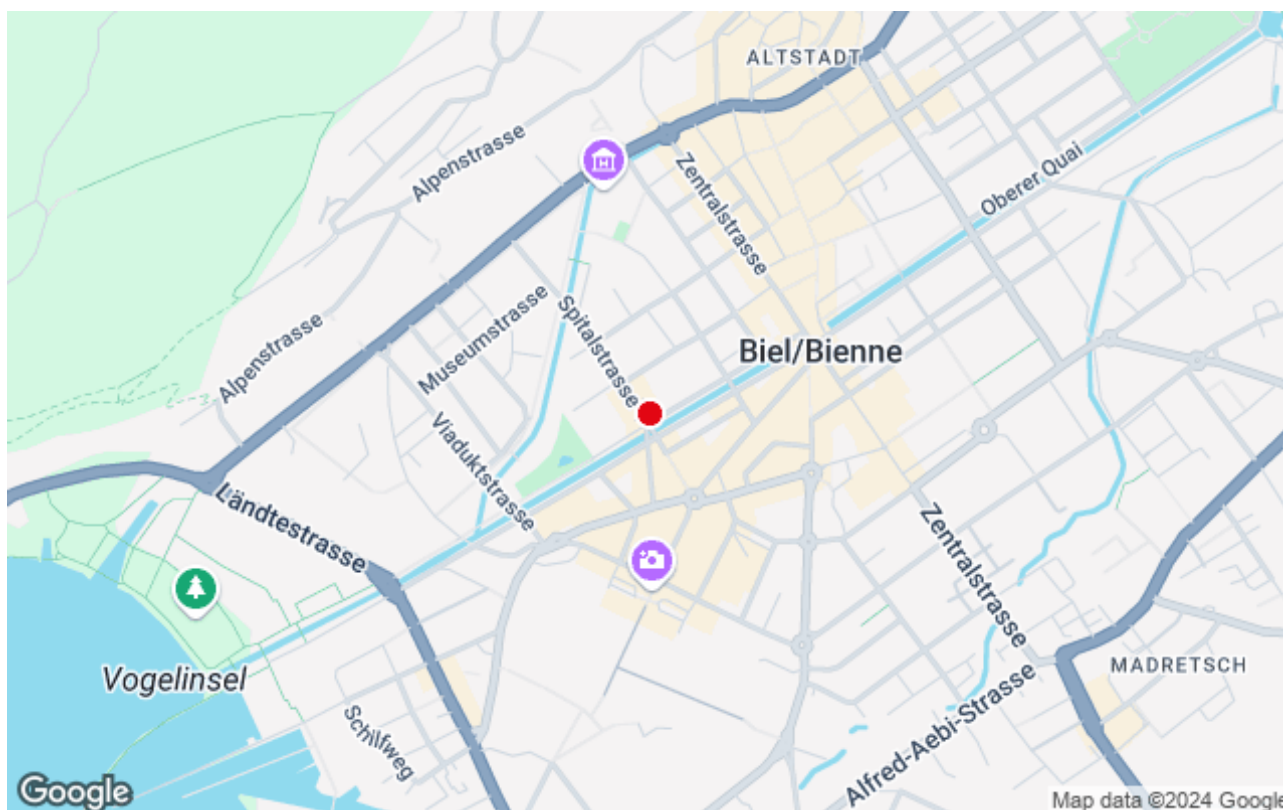 ALTSTADT
Alpenstrasse
Zentralstrasse
Oberer Quai
Museumstrasse
Spitalstrasse
Biel/Bienne
Alpenstrasse
Viaduktstrasse
Ländtestrasse
Zentralstrasse
Vogelinsel
MADRETSCH
Schilfweg
Alfred-Aebi-Strasse
Google
Map data ©2024 Google